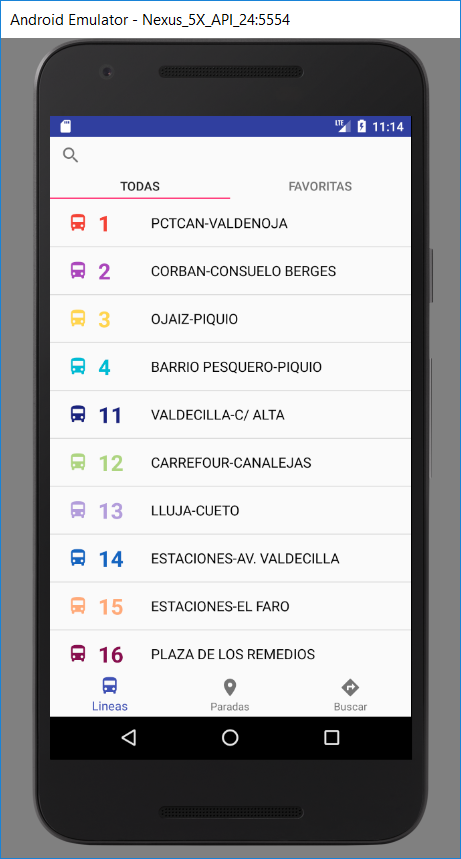 Android Emulator - Nexus_5X_API_24:5554
LTE 11:14
TODAS FAVORITAS
1 PCTCAN-VALDENOJA
2 CORBAN-CONSUELO BERGES
3 OJAIZ-PIQUIO
4 BARRIO PESQUERO-PIQUIO
11 VALDECILLA-C/ ALTA
12 CARREFOUR-CANALEJAS
13 LLUJA-CUETO
14 ESTACIONES-AV. VALDECILLA
15 ESTACIONES-EL FARO
16 PLAZA DE LOS REMEDIOS
Lineas Paradas Buscar